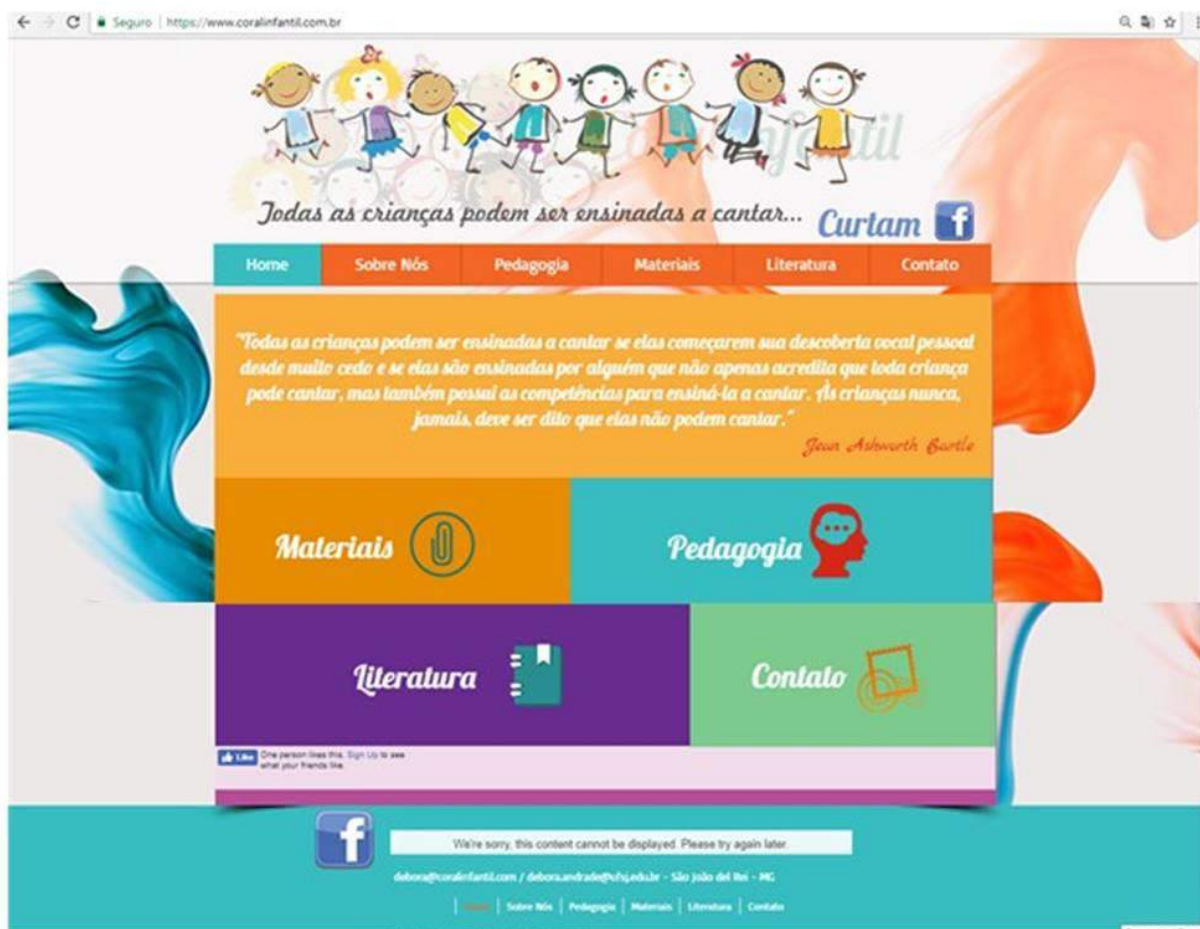 Seguro | https://www.coralinfantil.com.br
infantil
Todas as crianças podem ser ensinadas a cantar...
Curtam f
Home Sobre Nós Pedagogia Materiais Literatura Contato
"Todas as crianças podem ser ensinadas a cantar se elas começarem sua descoberta vocal pessoal
desde muito cedo e se elas são ensinadas por alguém que não apenas acredita que toda criança
pode cantar, mas também possui as competências para ensiná-la a cantar. Às crianças nunca,
jamais, deve ser dito que elas não podem cantar."
Jean Ashworth Bartle
Materiais
Pedagogia
Literatura
Contato
Like One person likes this. Sign Up to see
what your friends like.
f
We're sorry, this content cannot be displayed. Please try again later.
debora@coralinfantil.com / debora.andrade@ufsj.edu.br - São João del Rei - MG
| Home | Sobre Nós | Pedagogia | Materiais | Literatura | Contato